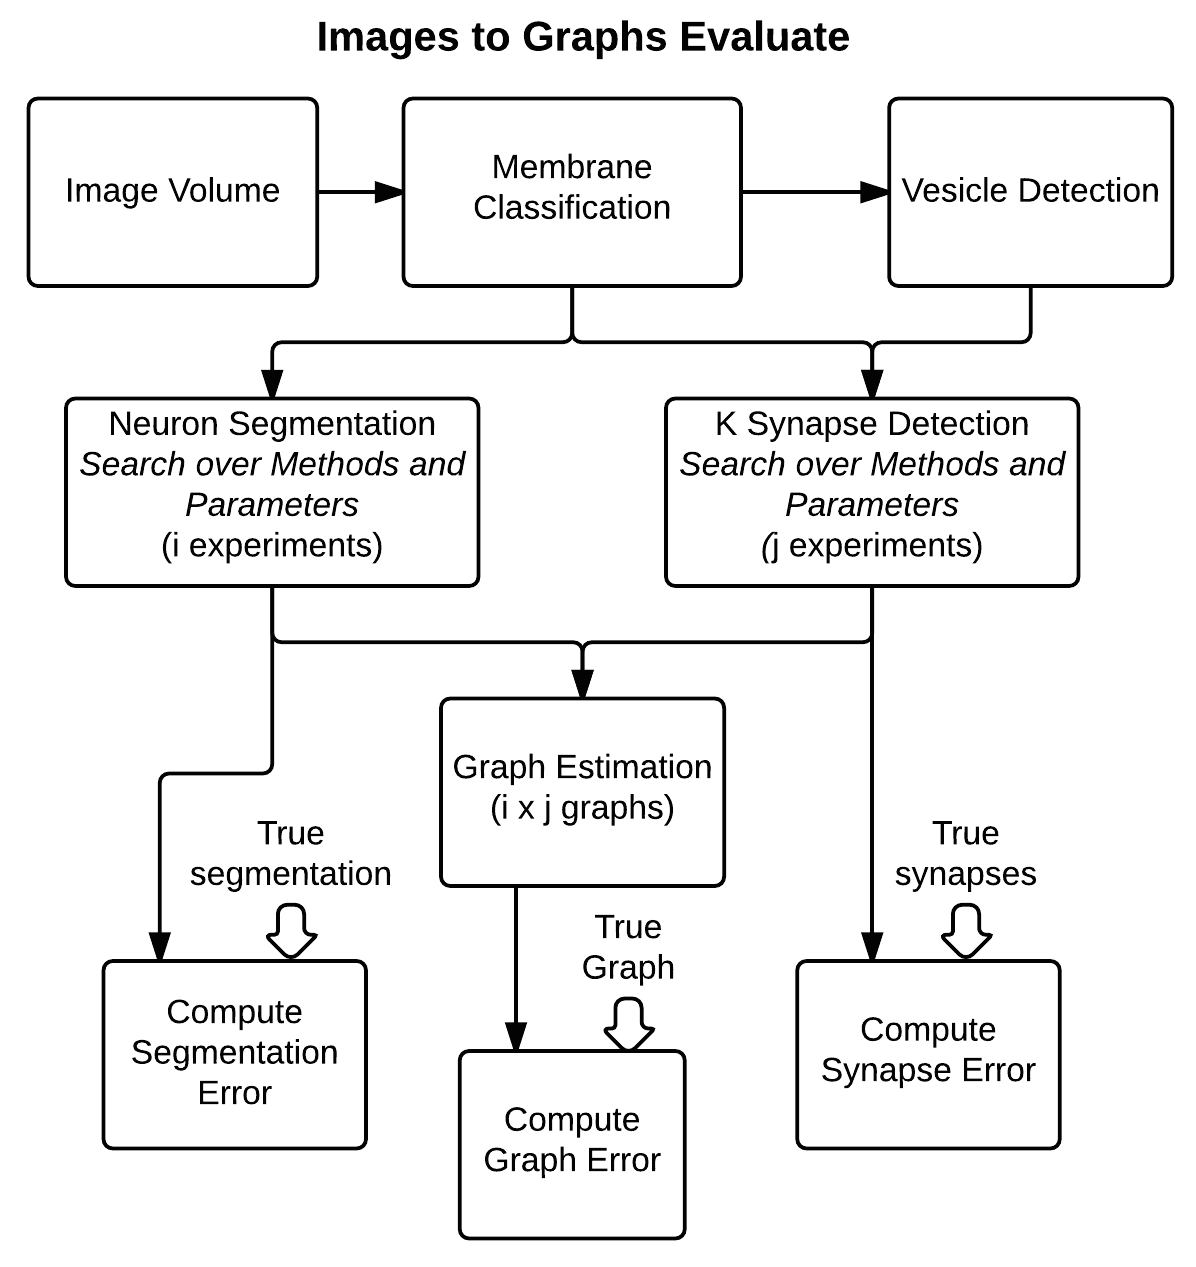 Images to Graphs Evaluate
Image Volume
Membrane
Classification
Vesicle Detection
Neuron Segmentation
Search over Methods and
Parameters
(i experiments)
K Synapse Detection
Search over Methods and
Parameters
(j experiments)
Graph Estimation
(i x j graphs)
True
segmentation
True
synapses
True
Graph
Compute
Segmentation
Error
Compute
Graph Error
Compute
Synapse Error